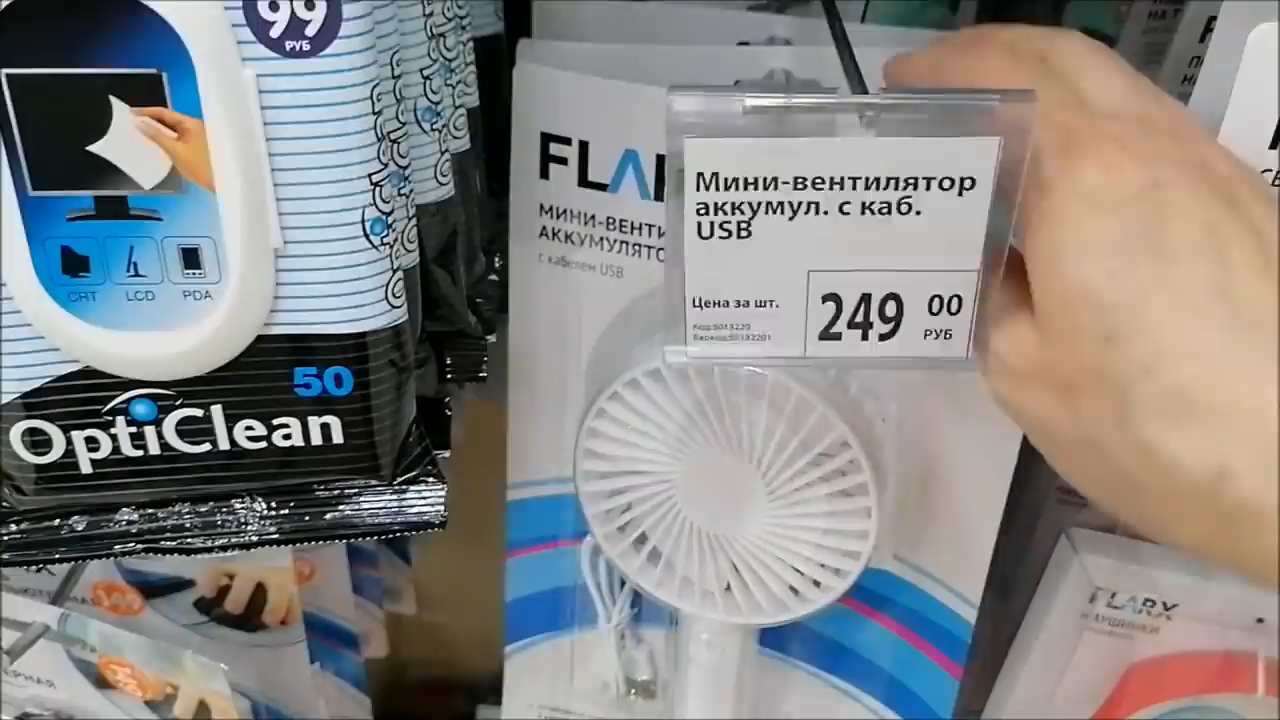 99
РУБ
CRT LCD PDA
50
OptiClean
FLA
МИНИ-ВЕНТИ
АККУМУЛЯТО
с кабелем USB
Мини-вентилятор
аккумул. с каб.
USB
Цена за шт.
249 00
РУБ
FLARX